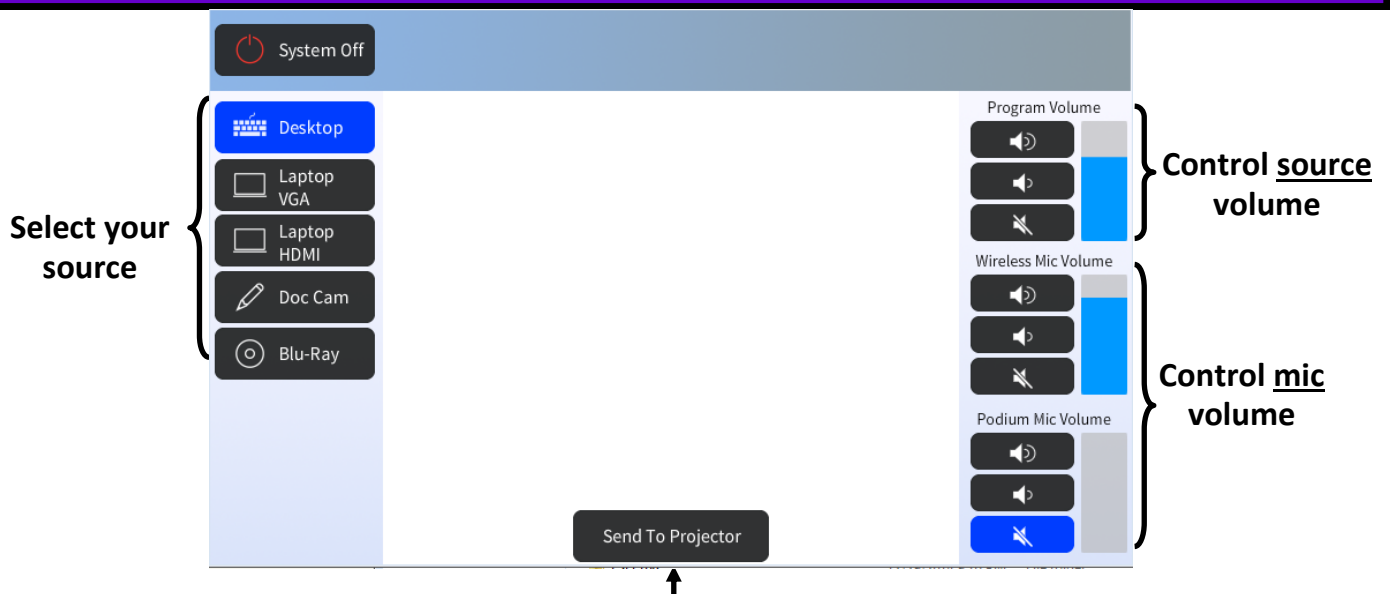 System Off
Desktop
Laptop
VGA
Laptop
HDMI
Doc Cam
Blu-Ray
Select your
source
Program Volume
Wireless Mic Volume
Podium Mic Volume
Control source
volume
Control mic
volume
Send To Projector